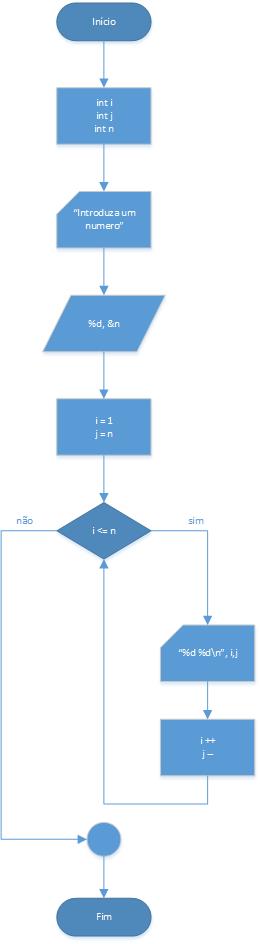 Início
int i
int j
int n
"Introduza um
numero"
%d, &n
i = 1
j = n
i <= n
não
sim
"%d %d\n", i,j
i ++
j --
Fim